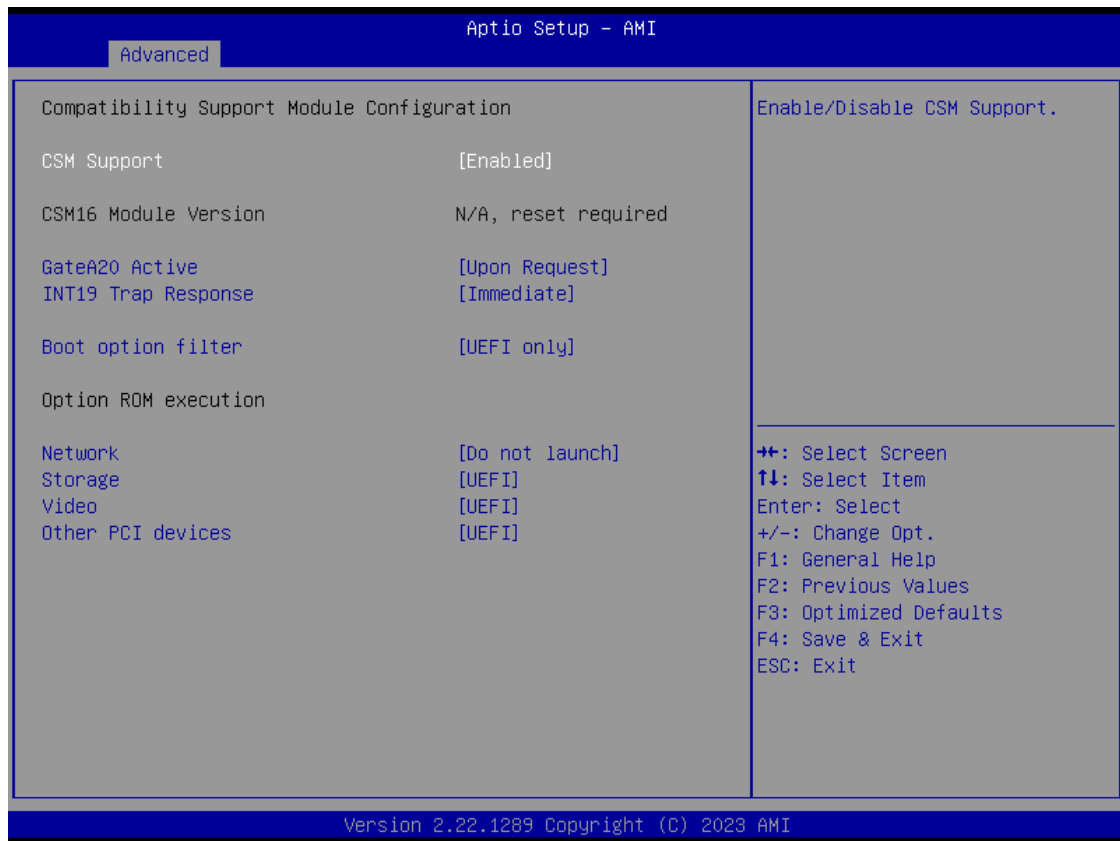 Aptio Setup – AMI
Advanced
Compatibility Support Module Configuration
CSM Support [Enabled]
CSM16 Module Version N/A, reset required
GateA20 Active [Upon Request]
INT19 Trap Response [Immediate]
Boot option filter [UEFI only]
Option ROM execution
Network [Do not launch]
Storage [UEFI]
Video [UEFI]
Other PCI devices [UEFI]
Enable/Disable CSM Support.
→←: Select Screen
↑↓: Select Item
Enter: Select
+/-: Change Opt.
F1: General Help
F2: Previous Values
F3: Optimized Defaults
F4: Save & Exit
ESC: Exit
Version 2.22.1289 Copyright (C) 2023 AMI